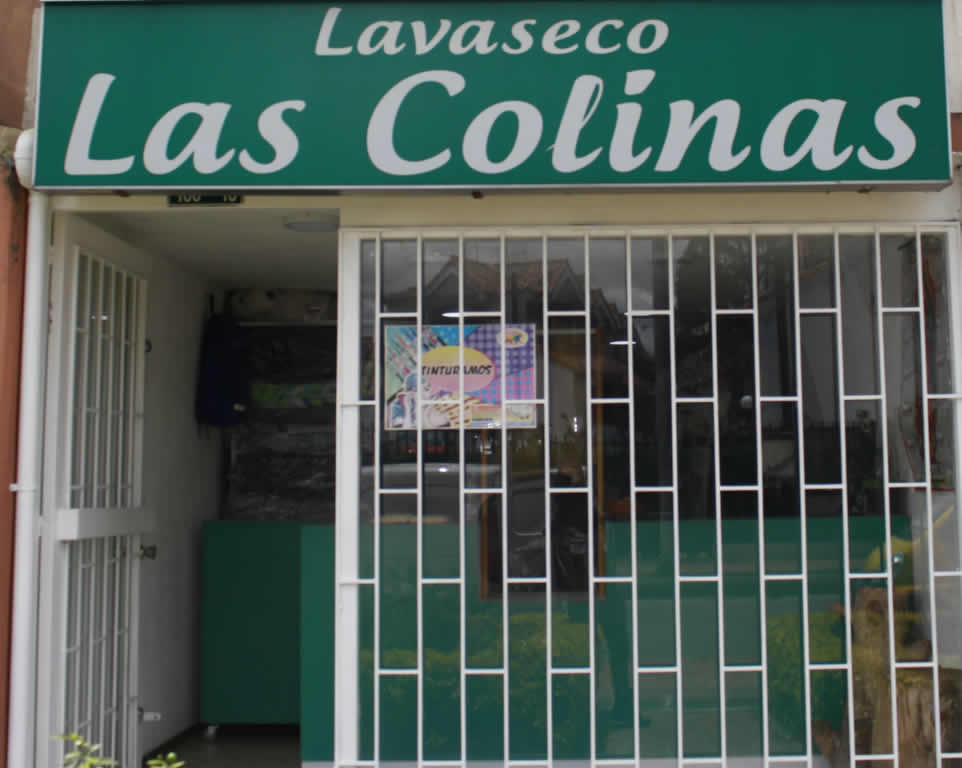 Lavaseco
Las Colinas
TINTURAMOS